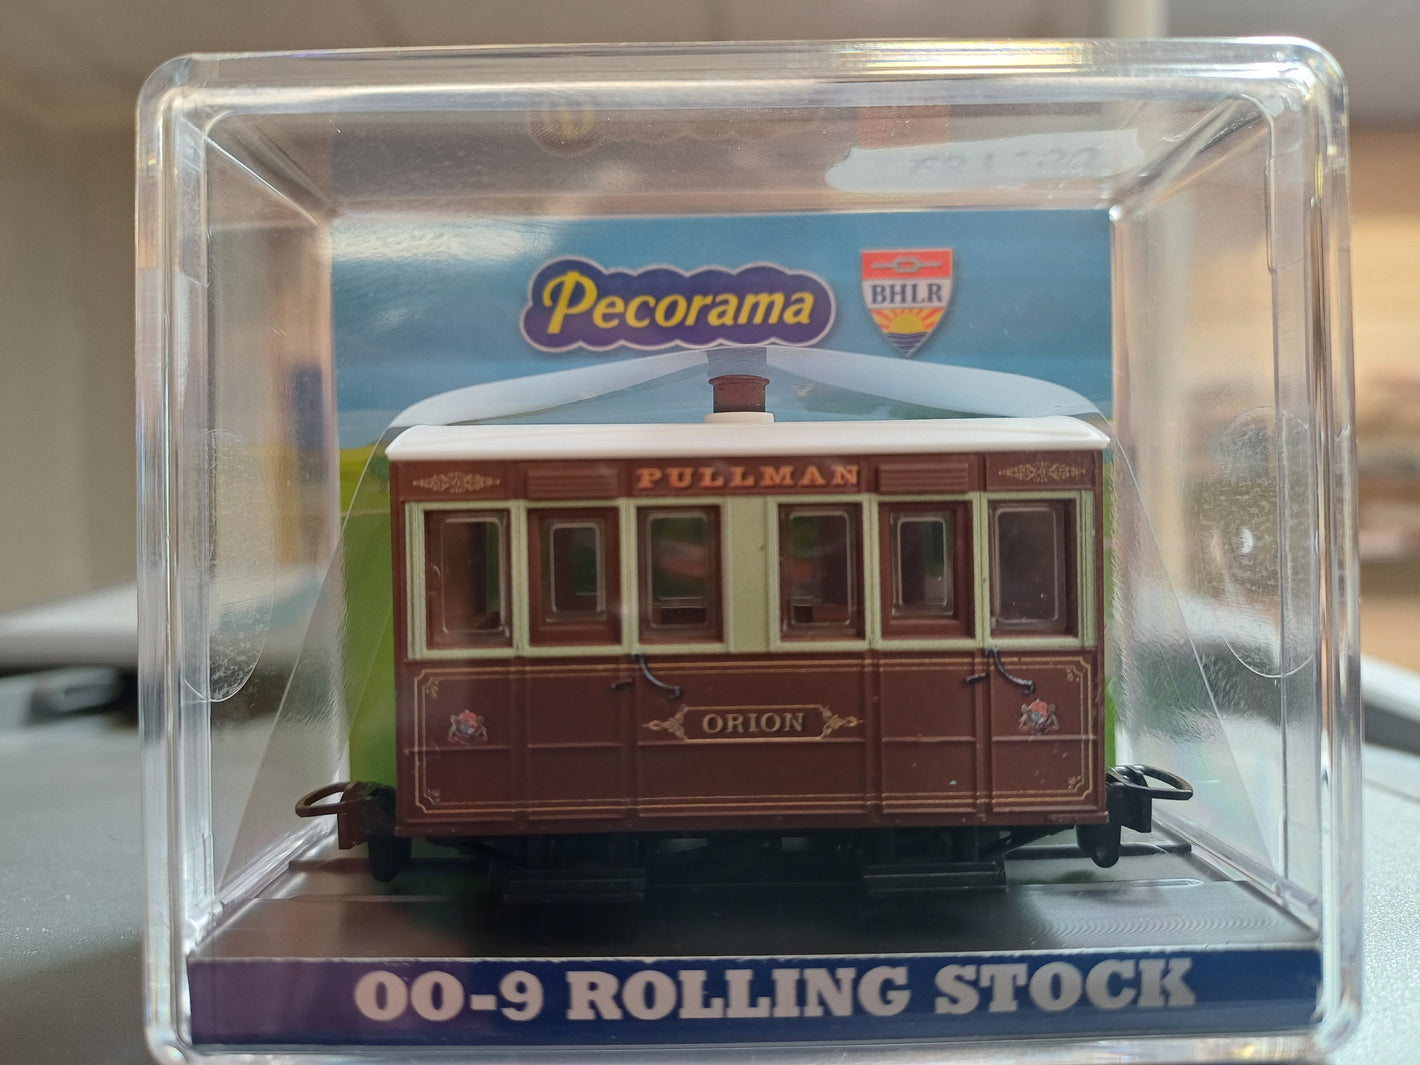 Pecorama
BHLR
PULLMAN
ORION
OO-9 ROLLING STOCK